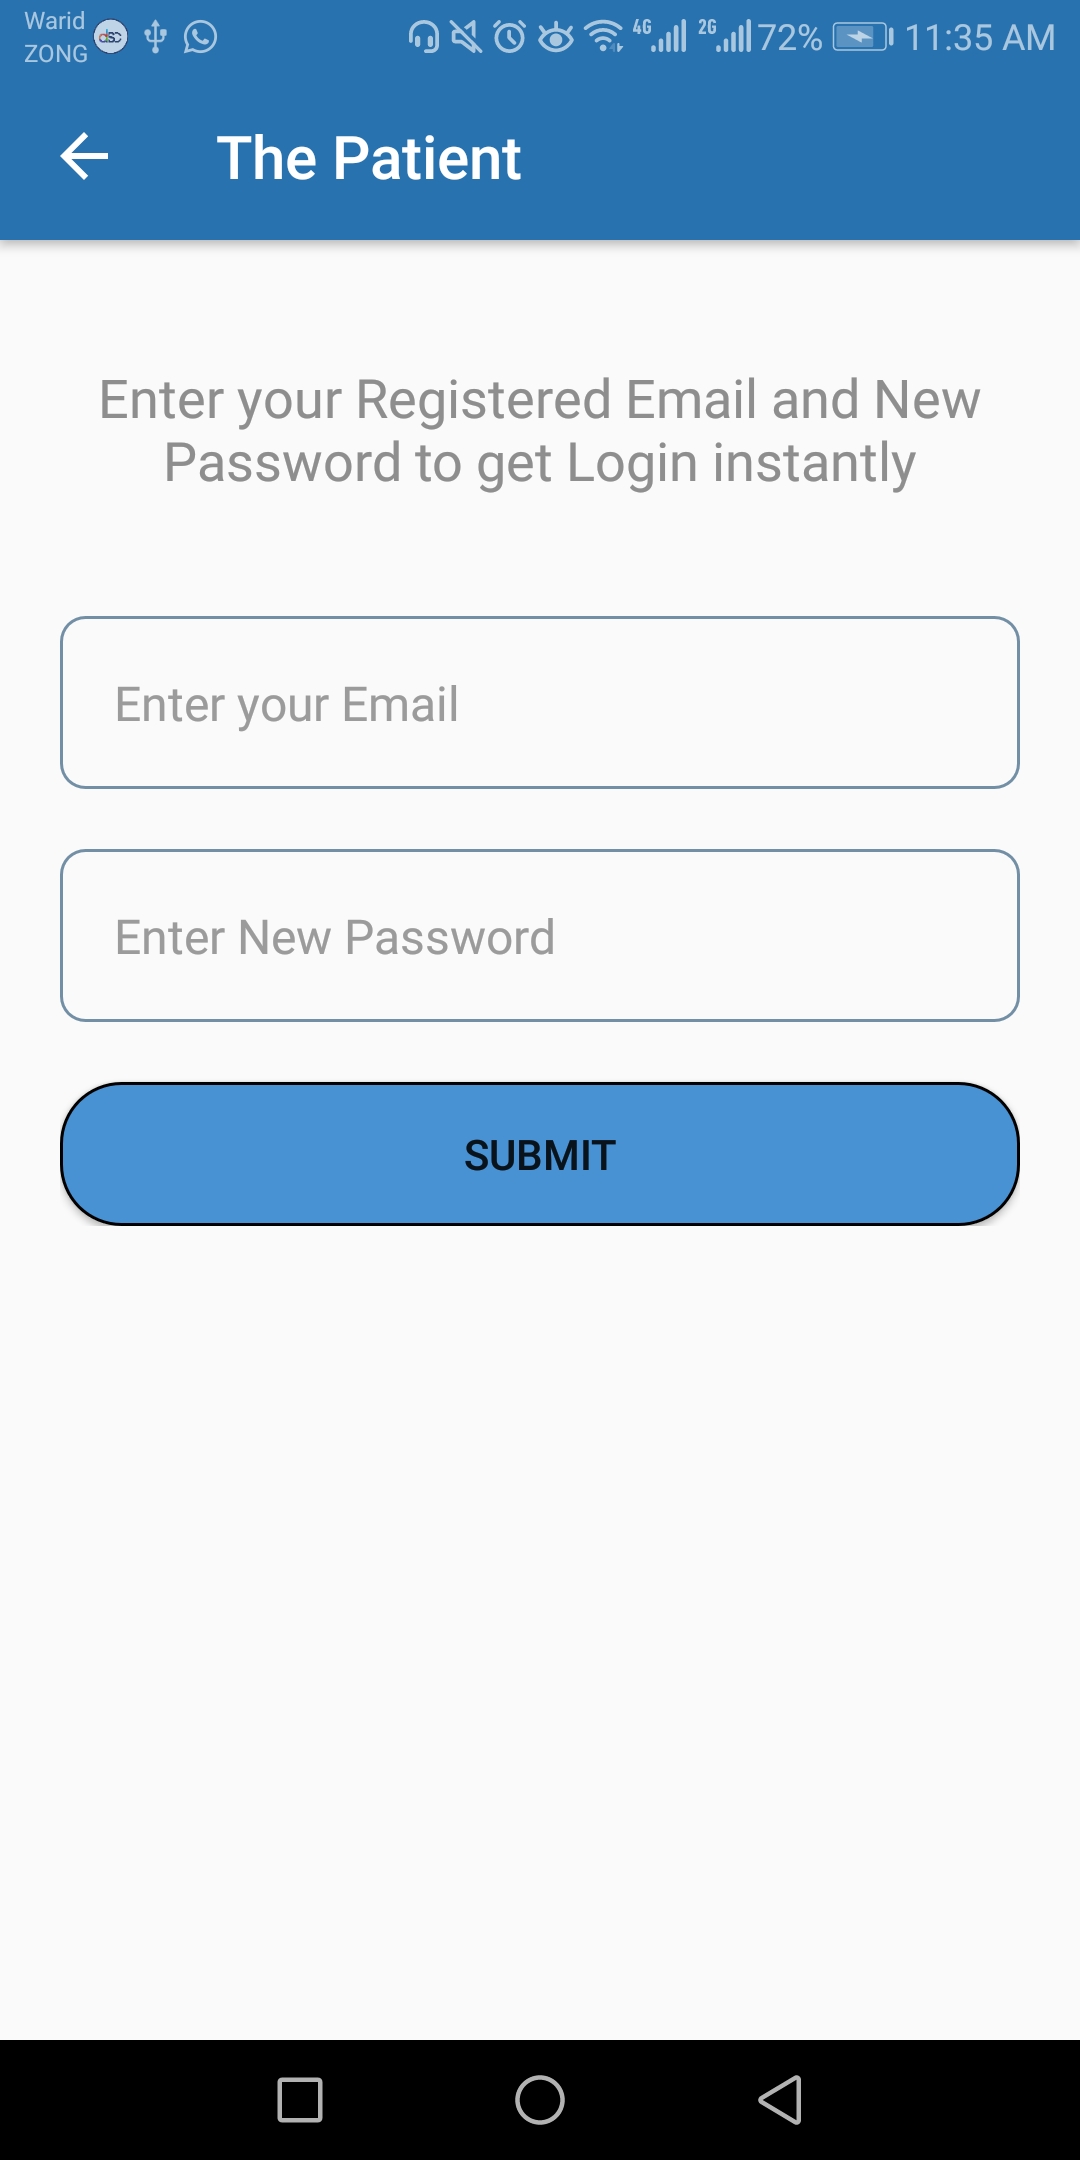 Warid
ZONG
dsc
4G
2G
72%
11:35 AM
The Patient
Enter your Registered Email and New
Password to get Login instantly
Enter your Email
Enter New Password
SUBMIT